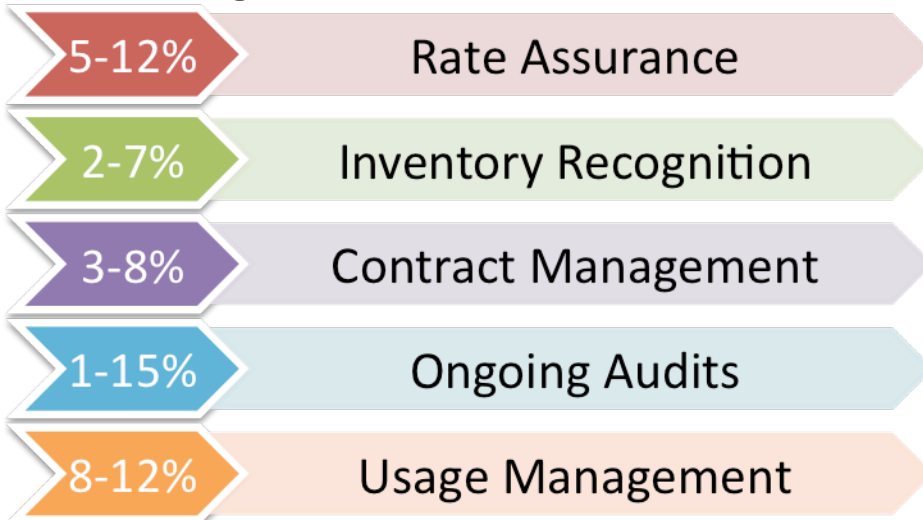 5-12% Rate Assurance
2-7% Inventory Recognition
3-8% Contract Management
1-15% Ongoing Audits
8-12% Usage Management